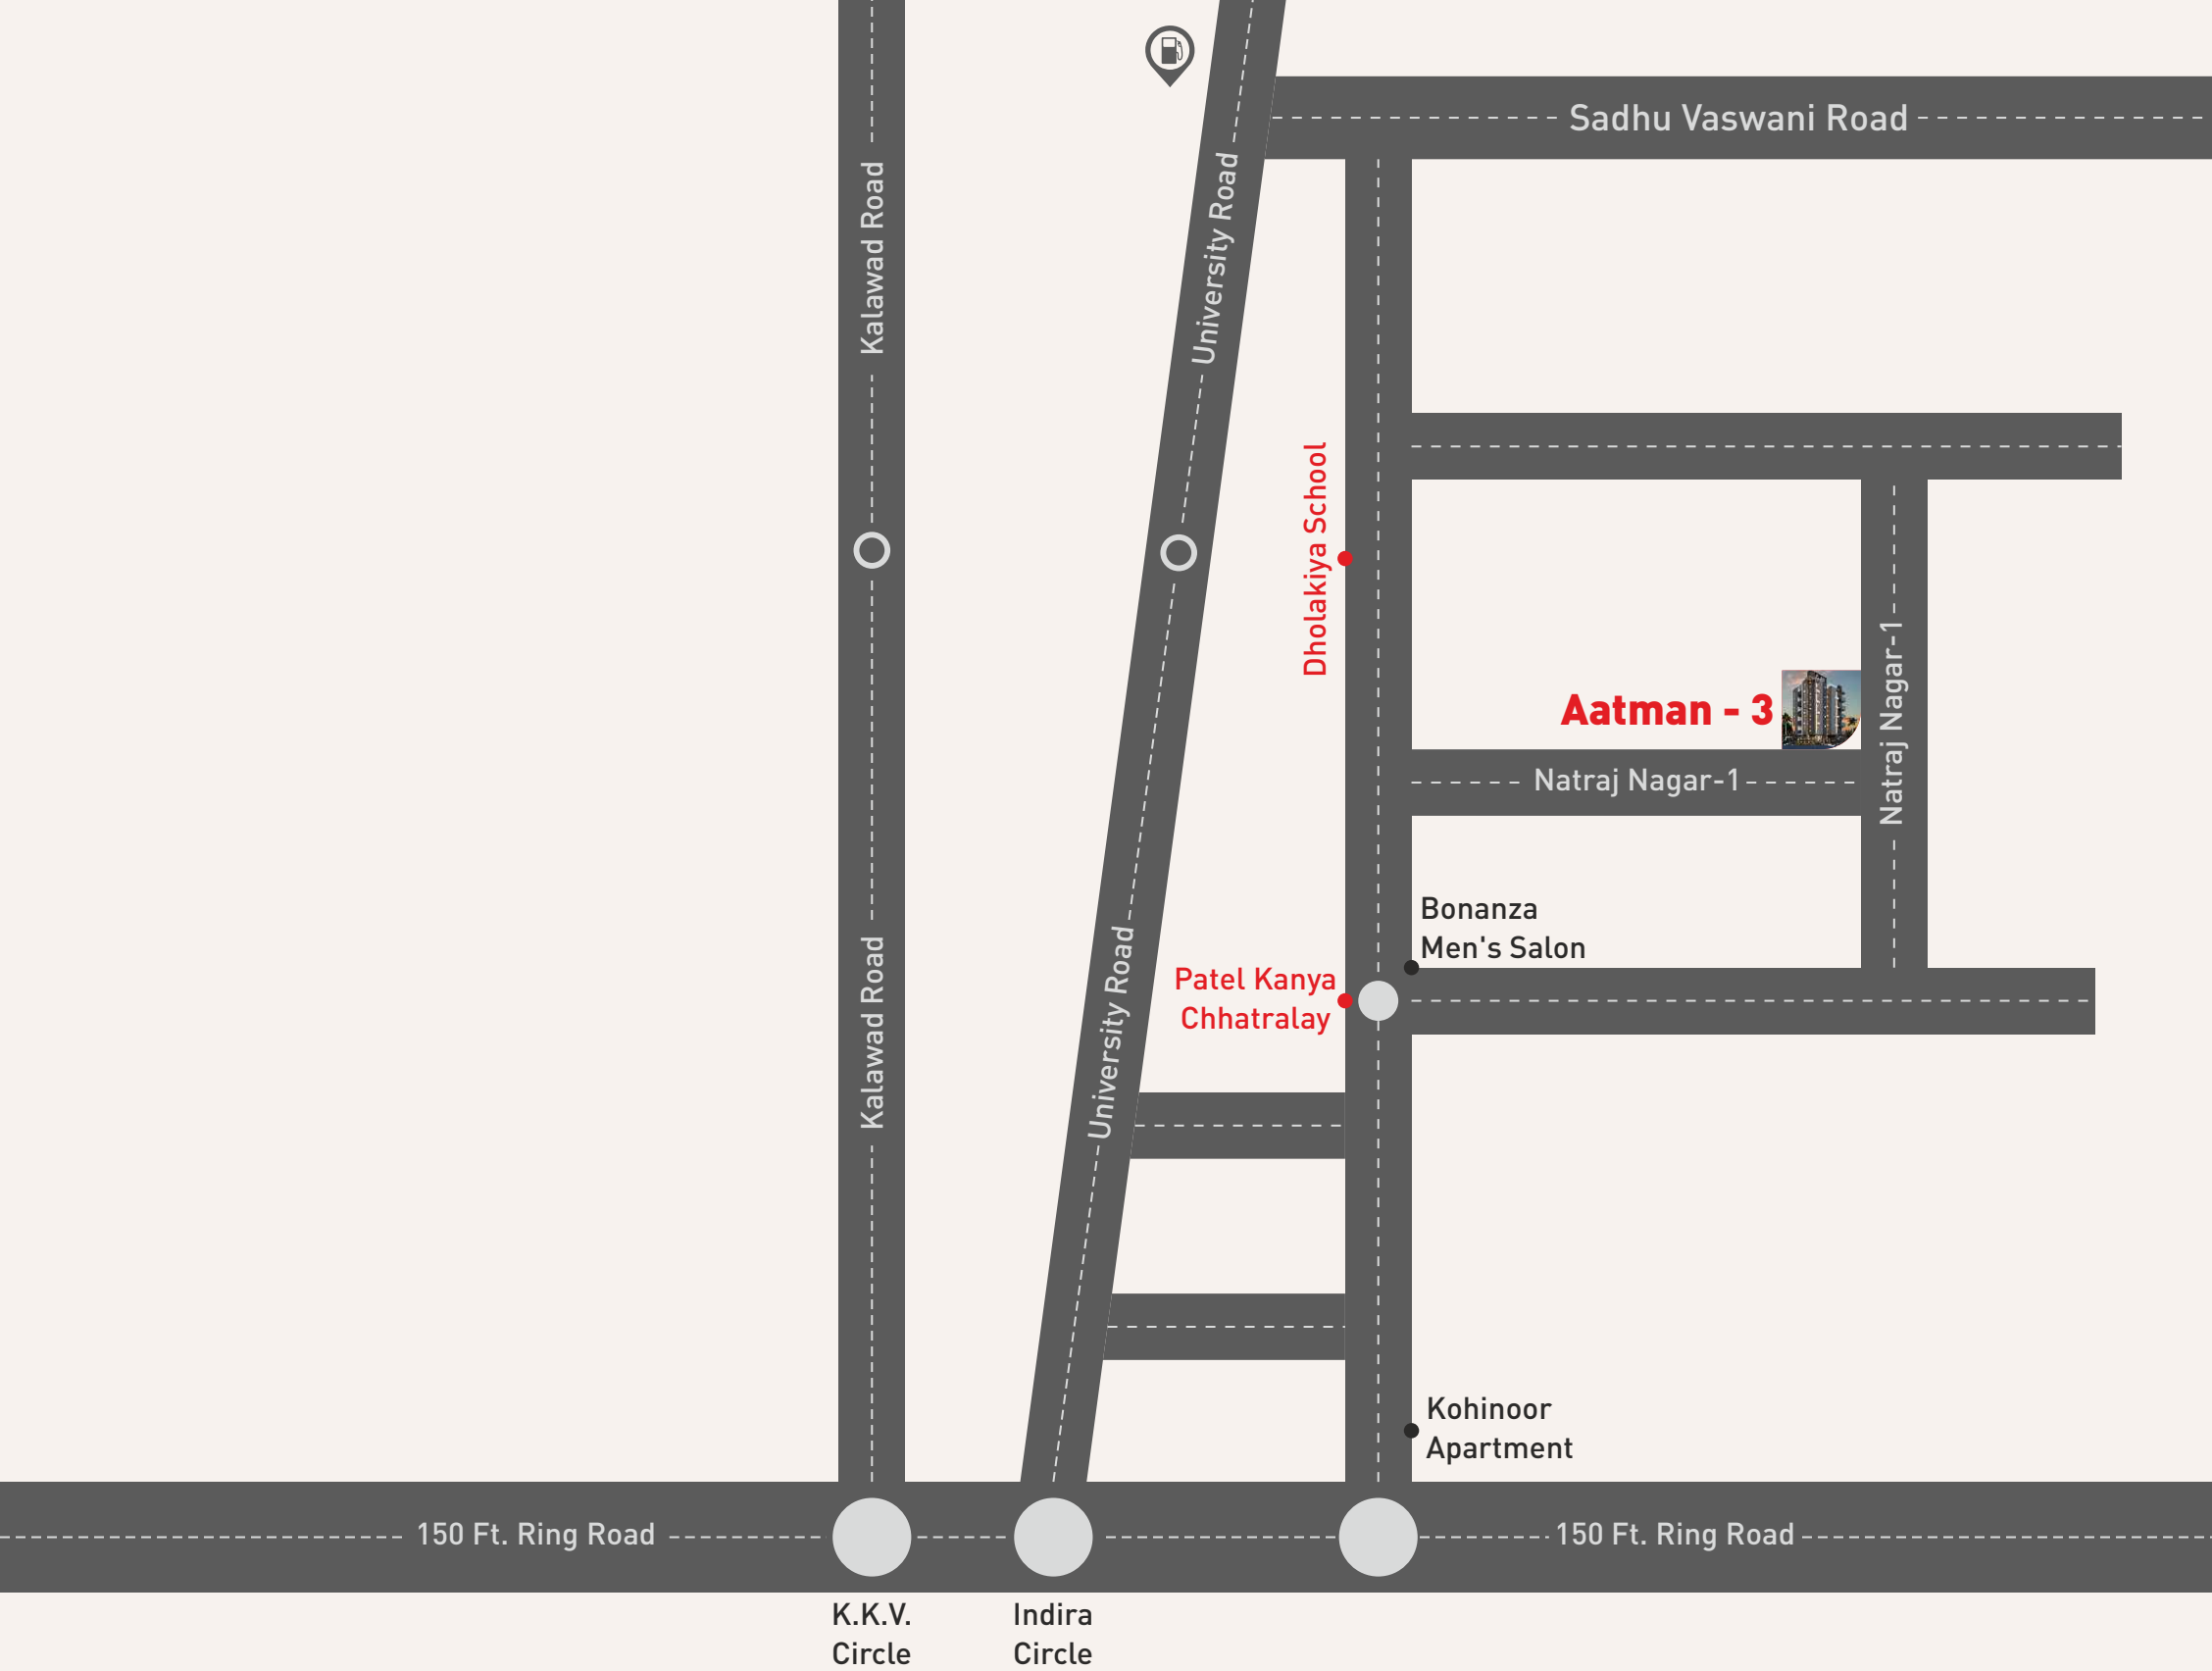 Sadhu Vaswani Road
Kalawad Road
University Road
Dholakiya School
Natraj Nagar-1
Aatman - 3
Natraj Nagar-1
Bonanza
Men's Salon
Patel Kanya
Chhatralay
Kalawad Road
University Road
Kohinoor
Apartment
150 Ft. Ring Road
150 Ft. Ring Road
K.K.V.
Circle
Indira
Circle